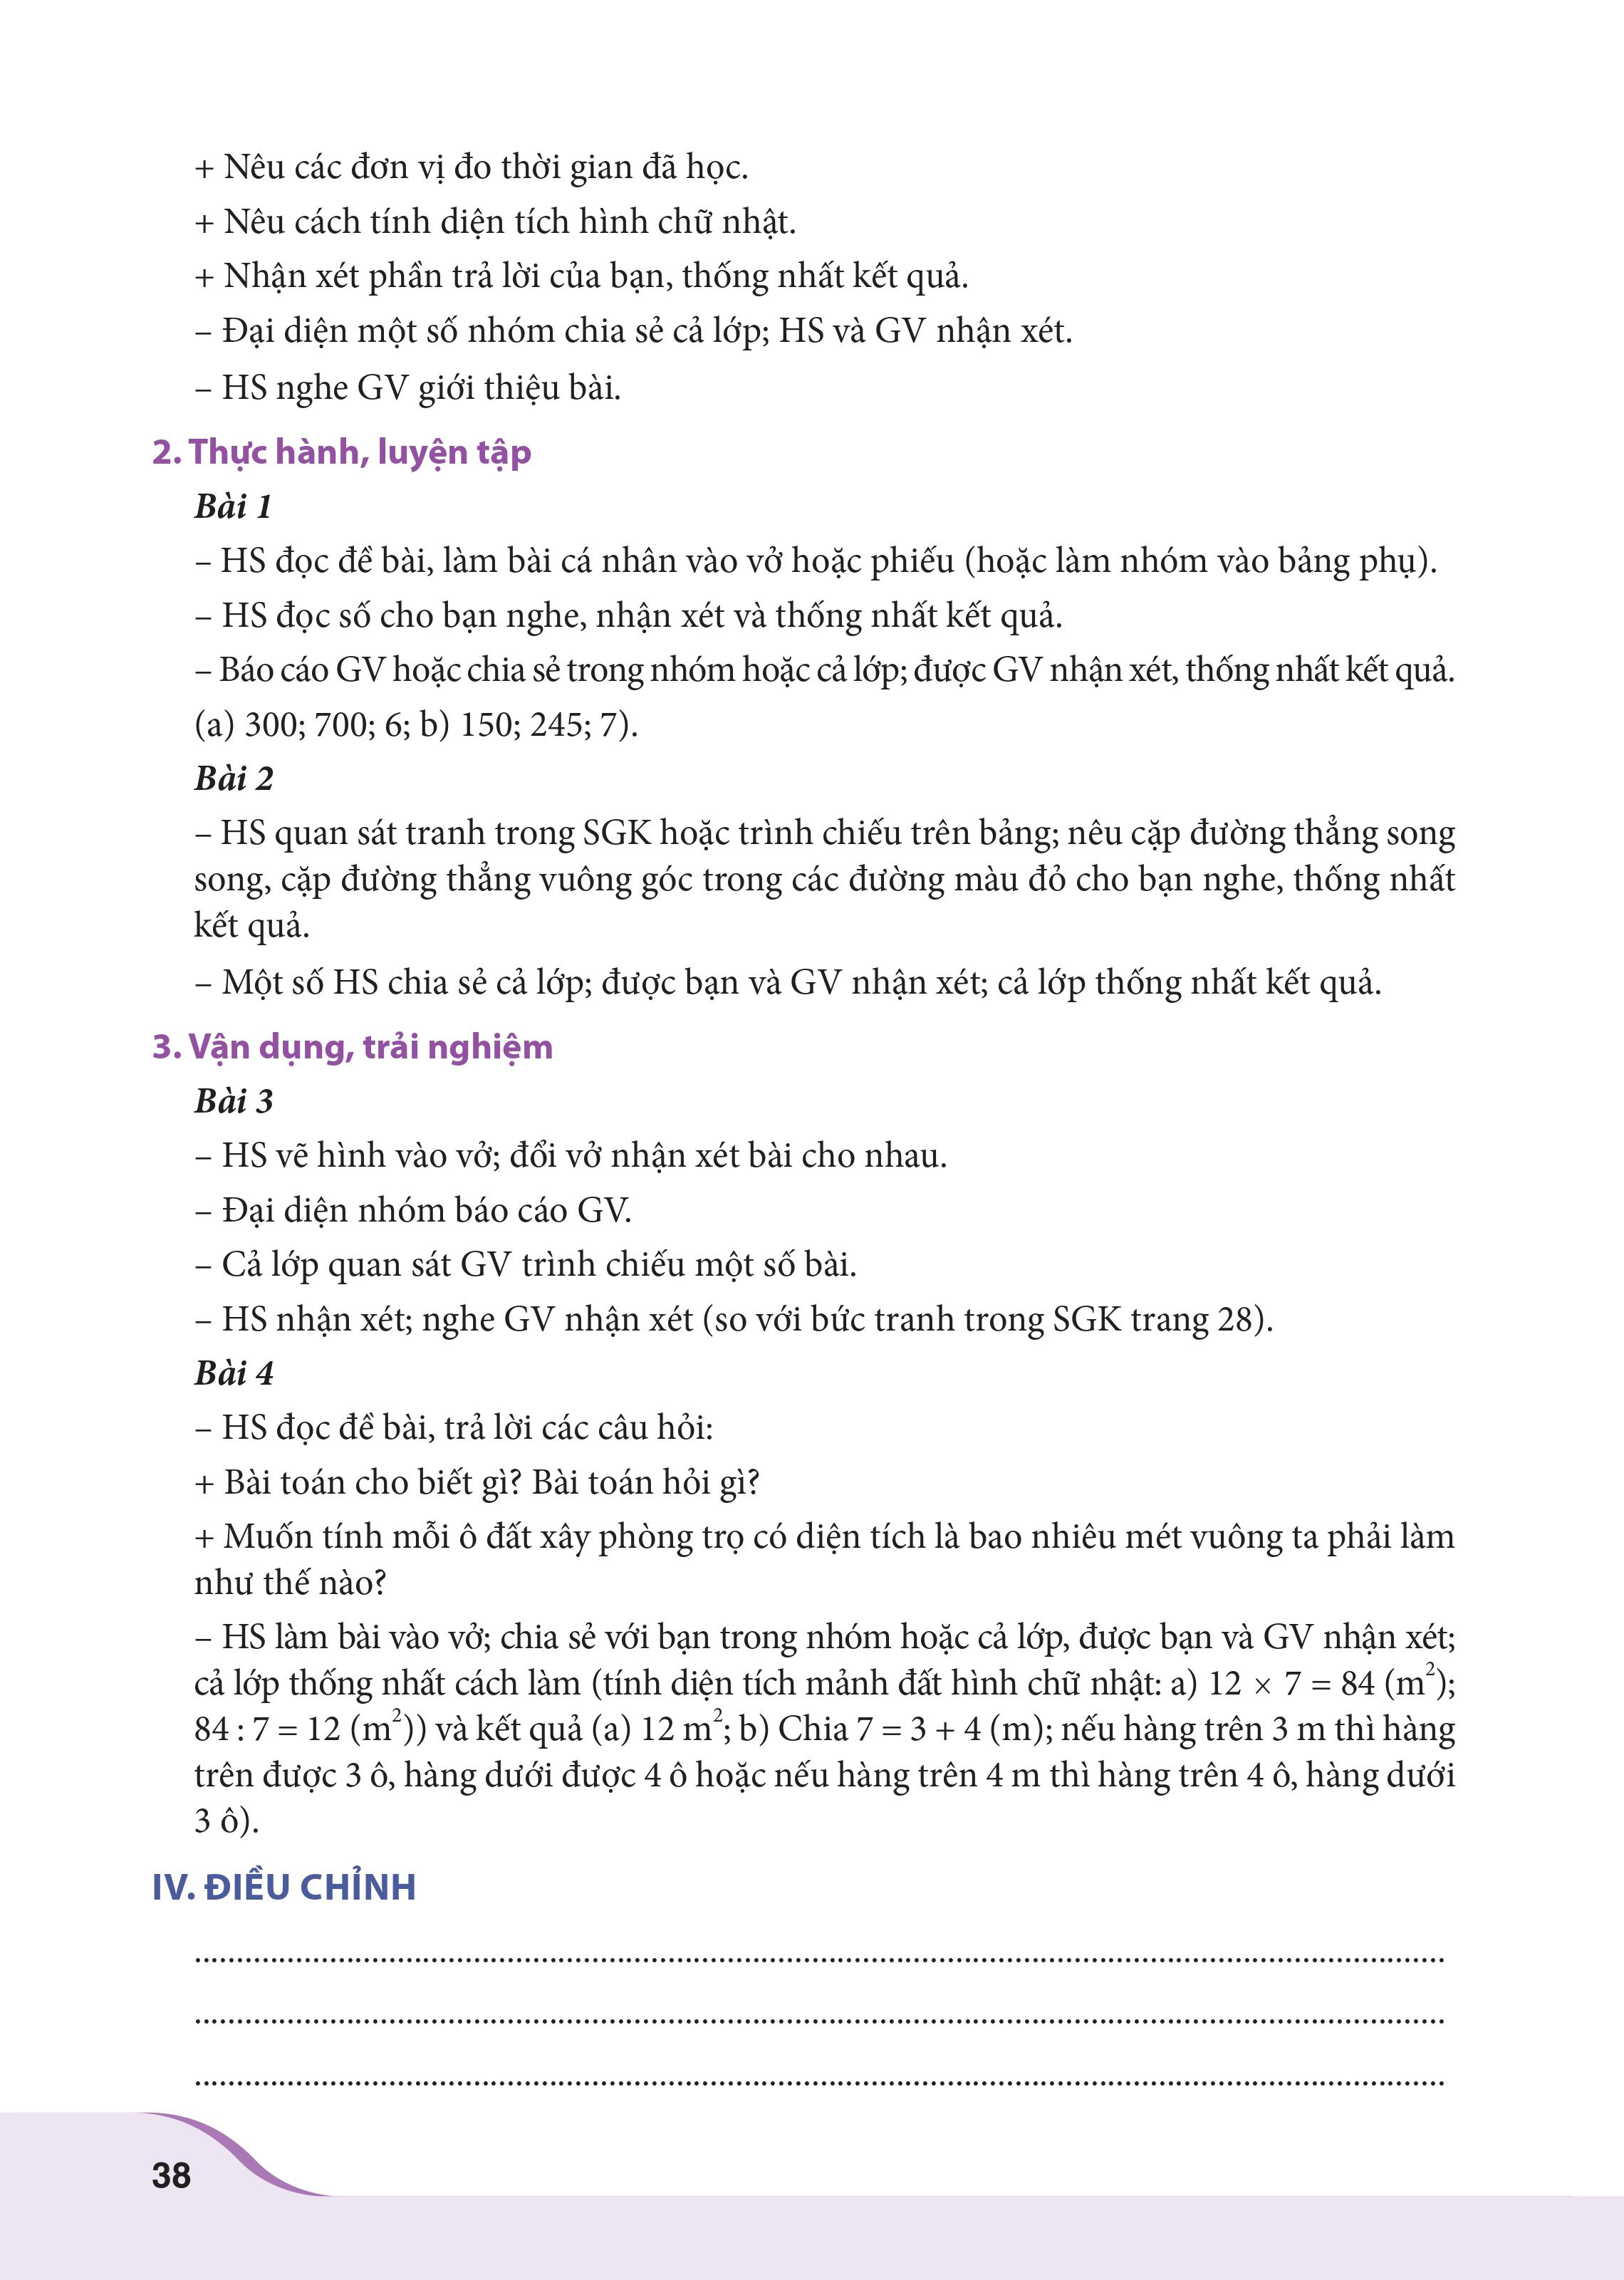 + Nêu các đơn vị đo thời gian đã học.
+ Nêu cách tính diện tích hình chữ nhật.
+ Nhận xét phần trả lời của bạn, thống nhất kết quả.
– Đại diện một số nhóm chia sẻ cả lớp; HS và GV nhận xét.
– HS nghe GV giới thiệu bài.
2. Thực hành, luyện tập
Bài 1
– HS đọc đề bài, làm bài cá nhân vào vở hoặc phiếu (hoặc làm nhóm vào bảng phụ).
– HS đọc số cho bạn nghe, nhận xét và thống nhất kết quả.
– Báo cáo GV hoặc chia sẻ trong nhóm hoặc cả lớp; được GV nhận xét, thống nhất kết quả.
(a) 300; 700; 6; b) 150; 245; 7).
Bài 2
– HS quan sát tranh trong SGK hoặc trình chiếu trên bảng; nêu cặp đường thẳng song
song, cặp đường thẳng vuông góc trong các đường màu đỏ cho bạn nghe, thống nhất
kết quả.
– Một số HS chia sẻ cả lớp; được bạn và GV nhận xét; cả lớp thống nhất kết quả.
3. Vận dụng, trải nghiệm
Bài 3
– HS vẽ hình vào vở; đổi vở nhận xét bài cho nhau.
– Đại diện nhóm báo cáo GV.
– Cả lớp quan sát GV trình chiếu một số bài.
– HS nhận xét; nghe GV nhận xét (so với bức tranh trong SGK trang 28).
Bài 4
– HS đọc đề bài, trả lời các câu hỏi:
+ Bài toán cho biết gì? Bài toán hỏi gì?
+ Muốn tính mỗi ô đất xây phòng trọ có diện tích là bao nhiêu mét vuông ta phải làm
như thế nào?
– HS làm bài vào vở; chia sẻ với bạn trong nhóm hoặc cả lớp, được bạn và GV nhận xét;
cả lớp thống nhất cách làm (tính diện tích mảnh đất hình chữ nhật: a) 12 × 7 = 84 (m²);
84 : 7 = 12 (m²)) và kết quả (a) 12 m²; b) Chia 7 = 3 + 4 (m); nếu hàng trên 3 m thì hàng
trên được 3 ô, hàng dưới được 4 ô hoặc nếu hàng trên 4 m thì hàng trên 4 ô, hàng dưới
3 ô).
IV. ĐIỀU CHỈNH
38